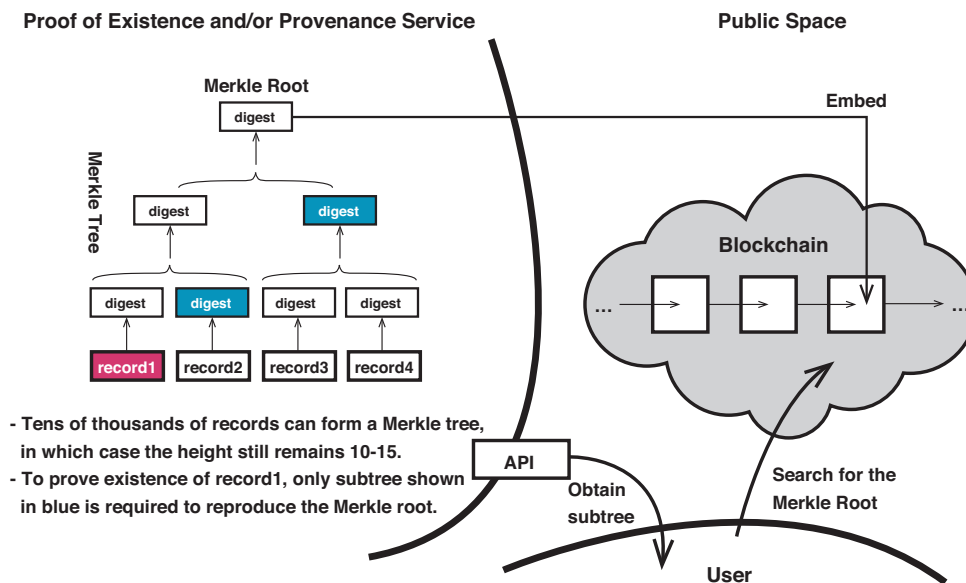 Proof of Existence and/or Provenance Service
Public Space
Merkle Root
digest
Embed
Merkle Tree
digest
digest
Blockchain
digest
digest
digest
digest
...
...
record1
record2
record3
record4
- Tens of thousands of records can form a Merkle tree,
in which case the height still remains 10-15.
- To prove existence of record1, only subtree shown
in blue is required to reproduce the Merkle root.
API
Obtain
subtree
Search for the
Merkle Root
User